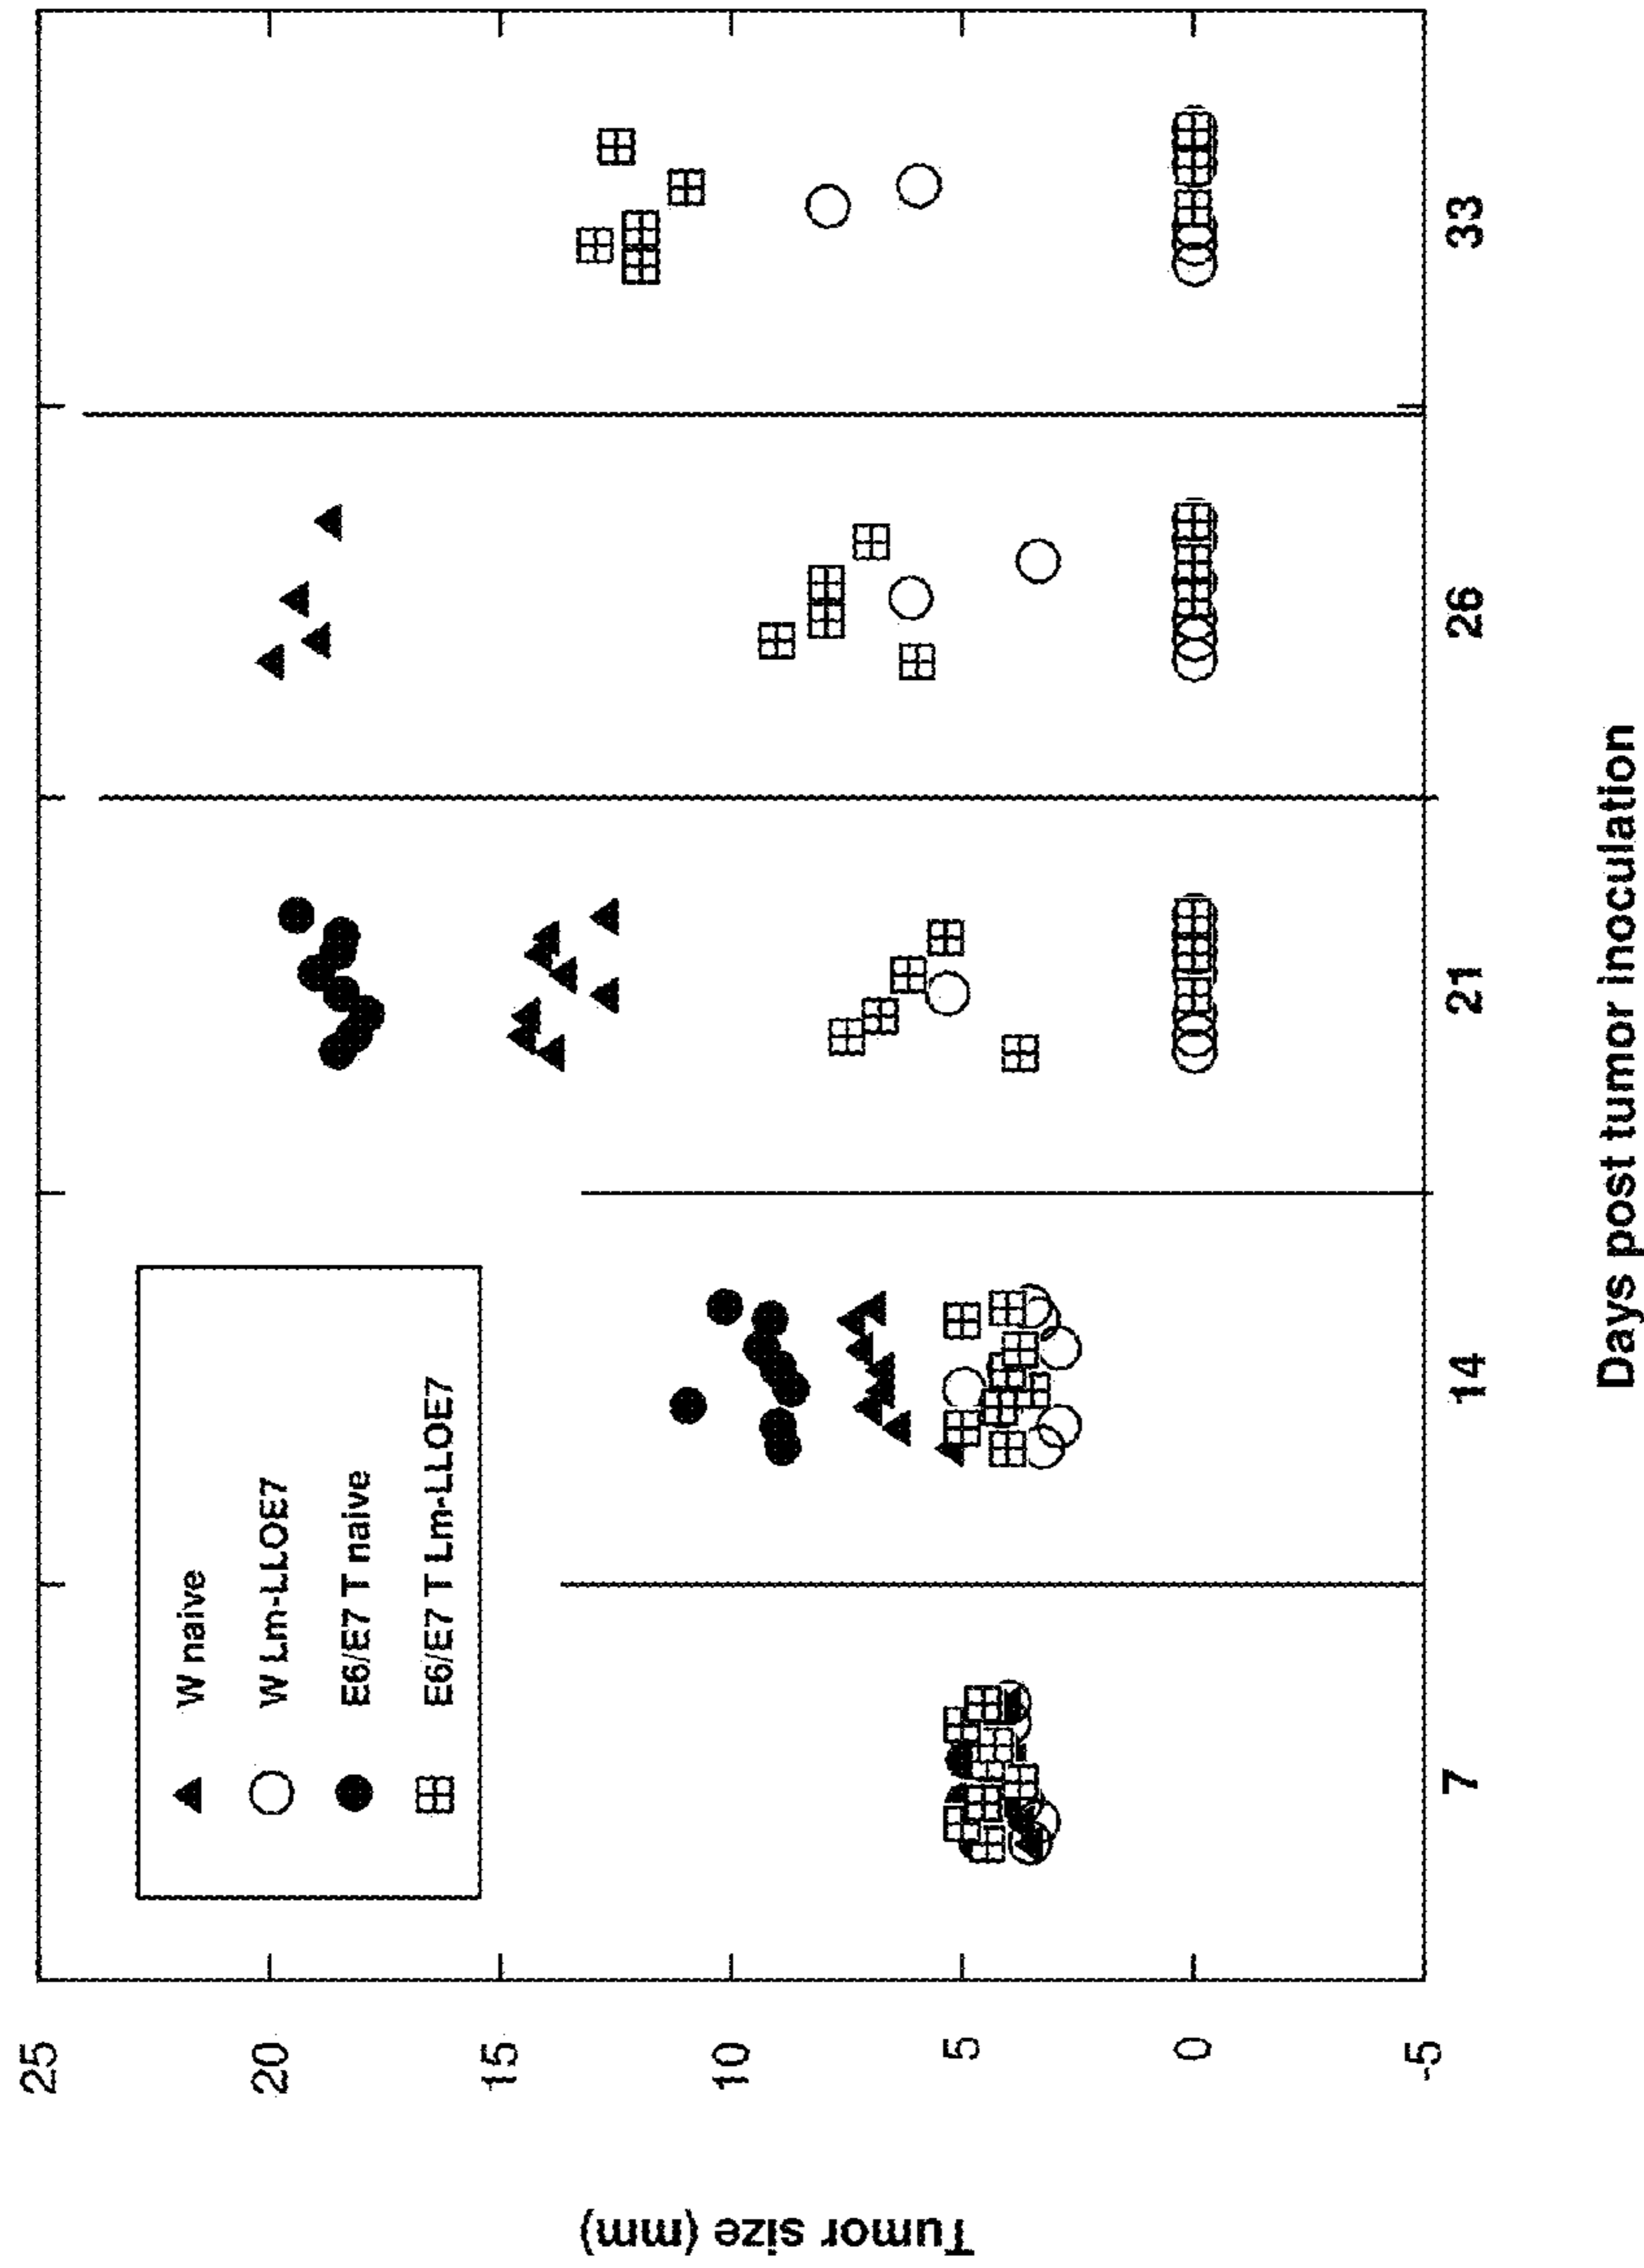 Tumor size (mm)
25
20
15
10
5
0
-5
W naive
W Lm-LLOE7
E6/E7 T naive
E6/E7 T Lm-LLOE7
7
14
21
26
33
Days post tumor inoculation